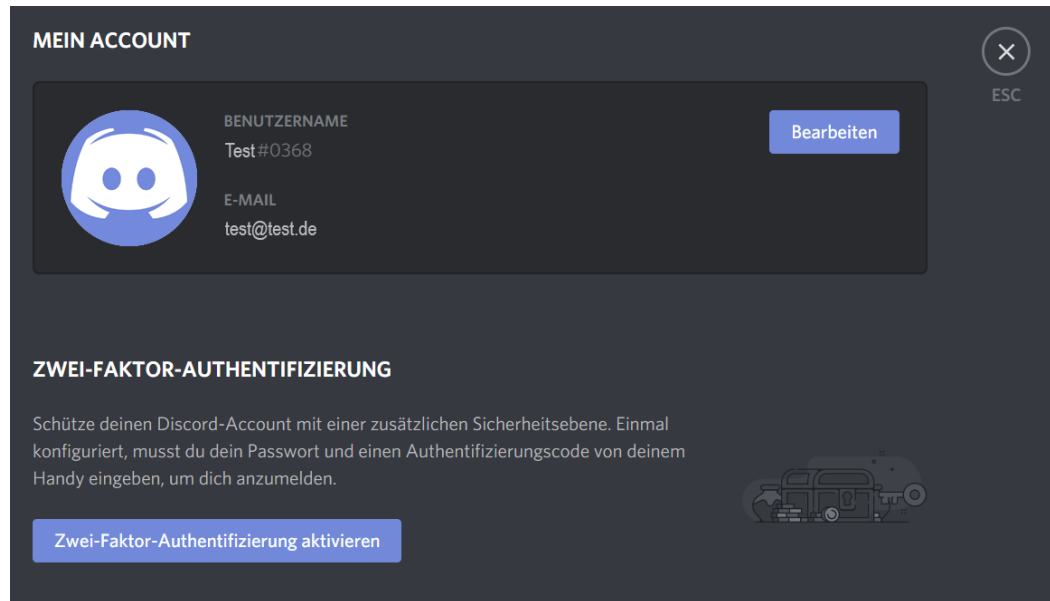 MEIN ACCOUNT
ESC
BENUTZERNAME
Test#0368
Bearbeiten
E-MAIL
test@test.de
ZWEI-FAKTOR-AUTHENTIFIZIERUNG
Schütze deinen Discord-Account mit einer zusätzlichen Sicherheitsebene. Einmal
konfiguriert, musst du dein Passwort und einen Authentifizierungscode von deinem
Handy eingeben, um dich anzumelden.
Zwei-Faktor-Authentifizierung aktivieren